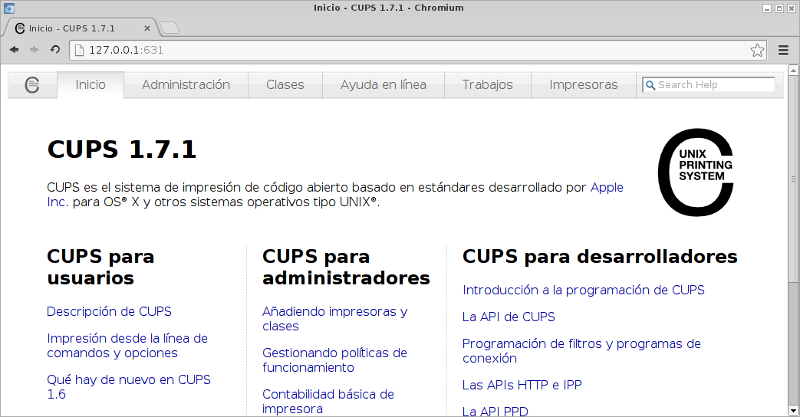 Inicio - CUPS 1.7.1 - Chromium
Inicio - CUPS 1.7.1
127.0.0.1:631
Inicio
Administración
Clases
Ayuda en línea
Trabajos
Impresoras
Search Help
CUPS 1.7.1
CUPS es el sistema de impresión de código abierto basado en estándares desarrollado por Apple
Inc. para OS® X y otros sistemas operativos tipo UNIX®.
UNIX
PRINTING
SYSTEM
CUPS para
usuarios
Descripción de CUPS
Impresión desde la línea de
comandos y opciones
Qué hay de nuevo en CUPS
1.6
CUPS para
administradores
Añadiendo impresoras y
clases
Gestionando políticas de
funcionamiento
Contabilidad básica de
impresora
CUPS para desarrolladores
Introducción a la programación de CUPS
La API de CUPS
Programación de filtros y programas de
conexión
Las APIs HTTP e IPP
La API PPD